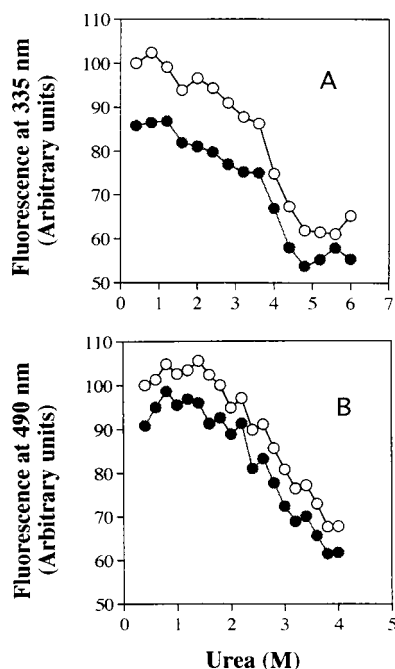 Fluorescence at 335 nm
(Arbitrary units)
110
100
90
80
70
60
50
A
0 1 2 3 4 5 6 7
Fluorescence at 490 nm
(Arbitrary units)
110
100
90
80
70
60
50
B
0 1 2 3 4 5
Urea (M)